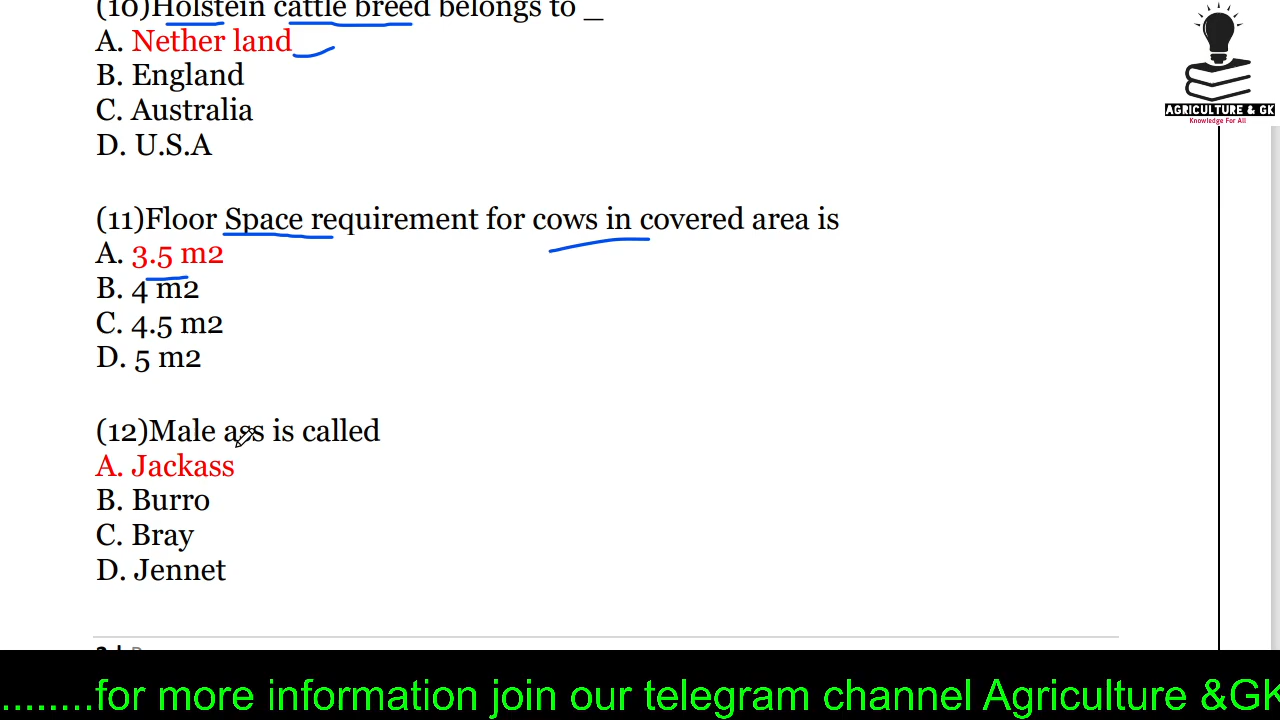 (10)Holstein cattle breed belongs to _
A. Nether land
B. England
C. Australia
D. U.S.A
AGRICULTURE & GK
Knowledge For All
(11)Floor Space requirement for cows in covered area is
A. 3.5 m2
B. 4 m2
C. 4.5 m2
D. 5 m2
(12)Male ass is called
A. Jackass
B. Burro
C. Bray
D. Jennet
........for more information join our telegram channel Agriculture &GK